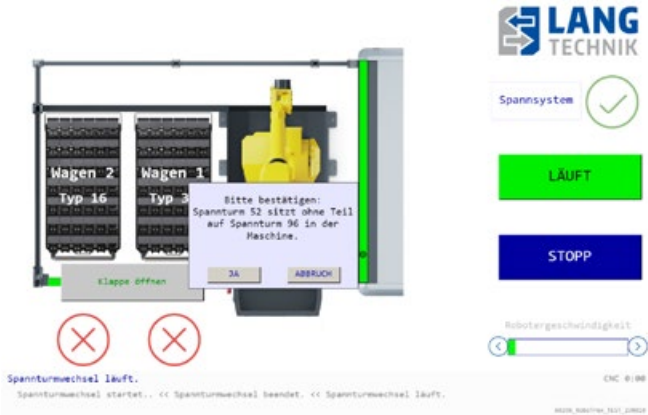 LANG
TECHNIK
Spannsystem
Wagen 2
Typ 16
Wagen 1
Typ 3
Bitte bestätigen:
Spannturm 52 sitzt ohne Teil
auf Spannturm 96 in der
Maschine.
JA
ABBRUCH
LÄUFT
STOPP
Klappe öffnen
Robotergeschwindigkeit
Spannturmwechsel läuft.
CNC 0:00
Spannturmwechsel startet.. << Spannturmwechsel beendet. << Spannturmwechsel läuft.